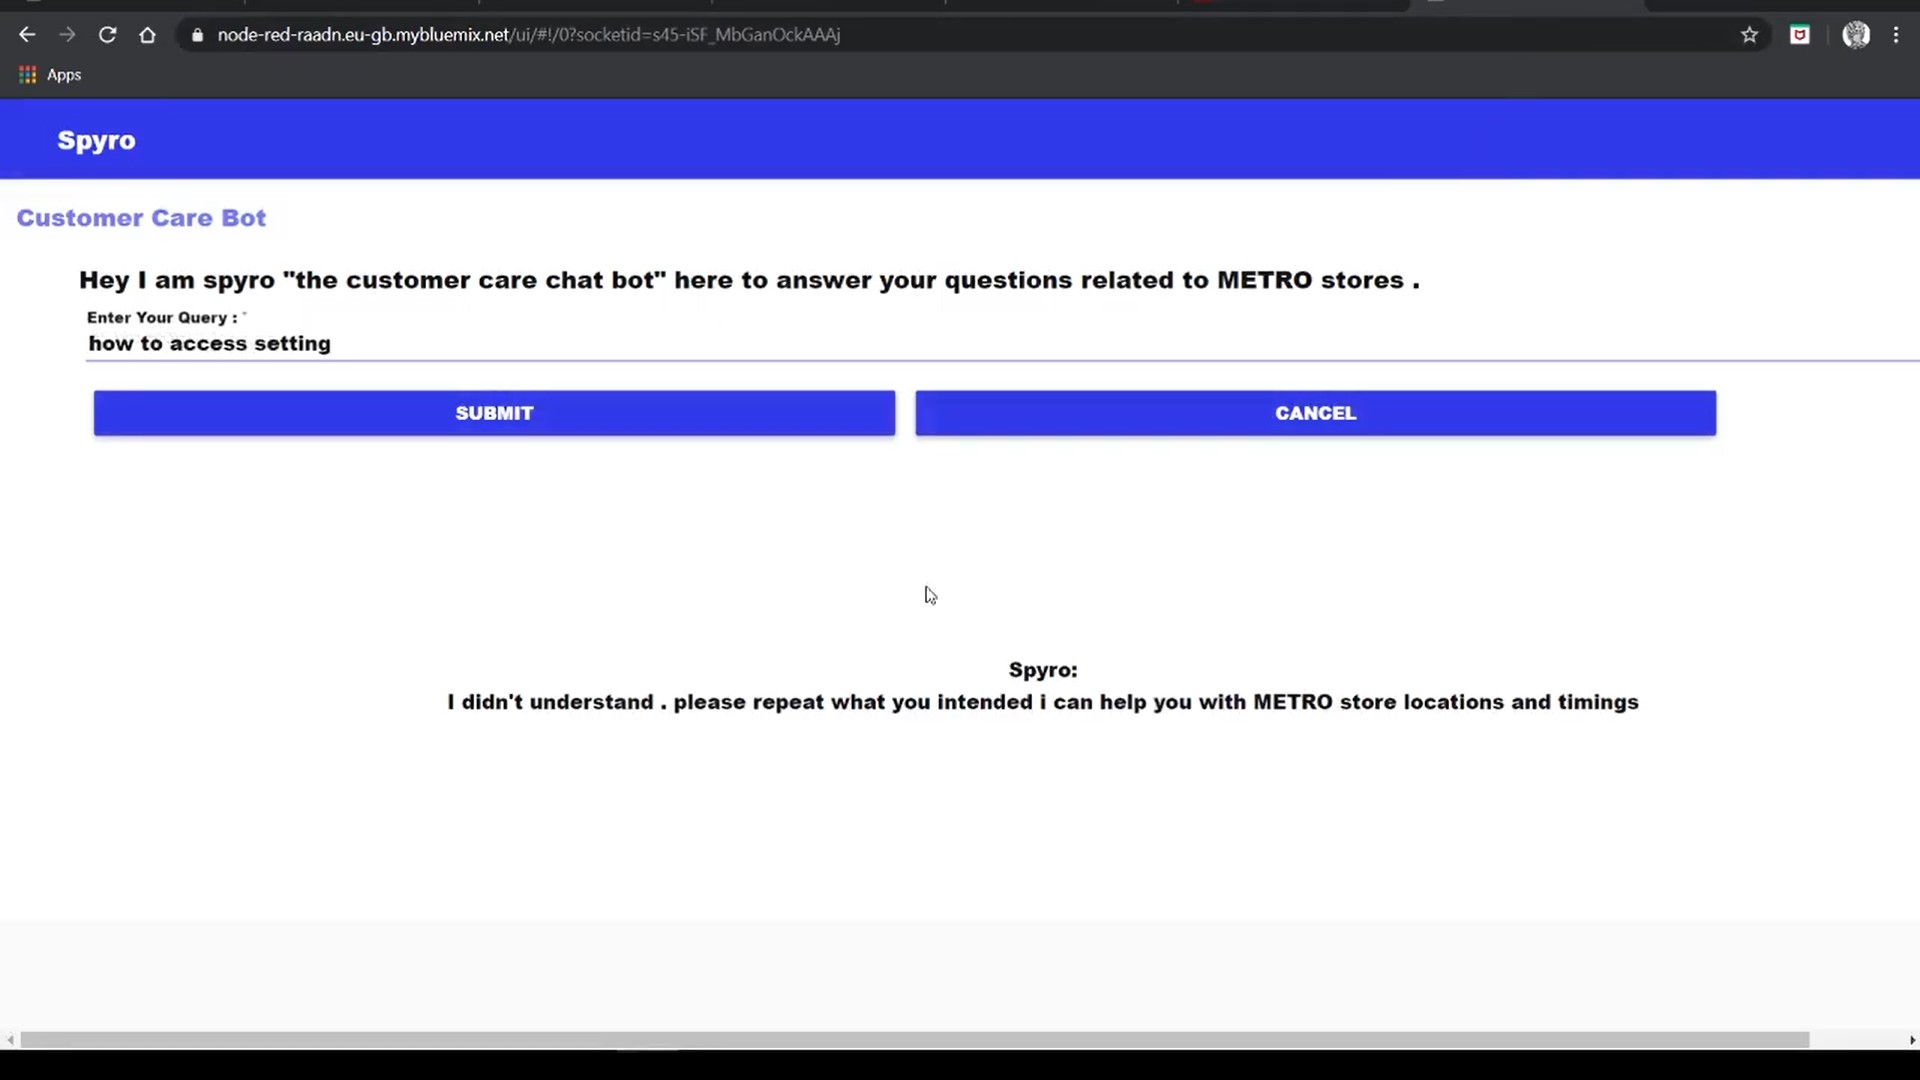 node-red-raadn.eu-gb.mybluemix.net/ui/#!/0?socketid=s45-iSF_MbGanOckAAAj
Apps
Spyro
Customer Care Bot
Hey I am spyro "the customer care chat bot" here to answer your questions related to METRO stores .
Enter Your Query : *
how to access setting
SUBMIT CANCEL
Spyro:
I didn't understand . please repeat what you intended i can help you with METRO store locations and timings